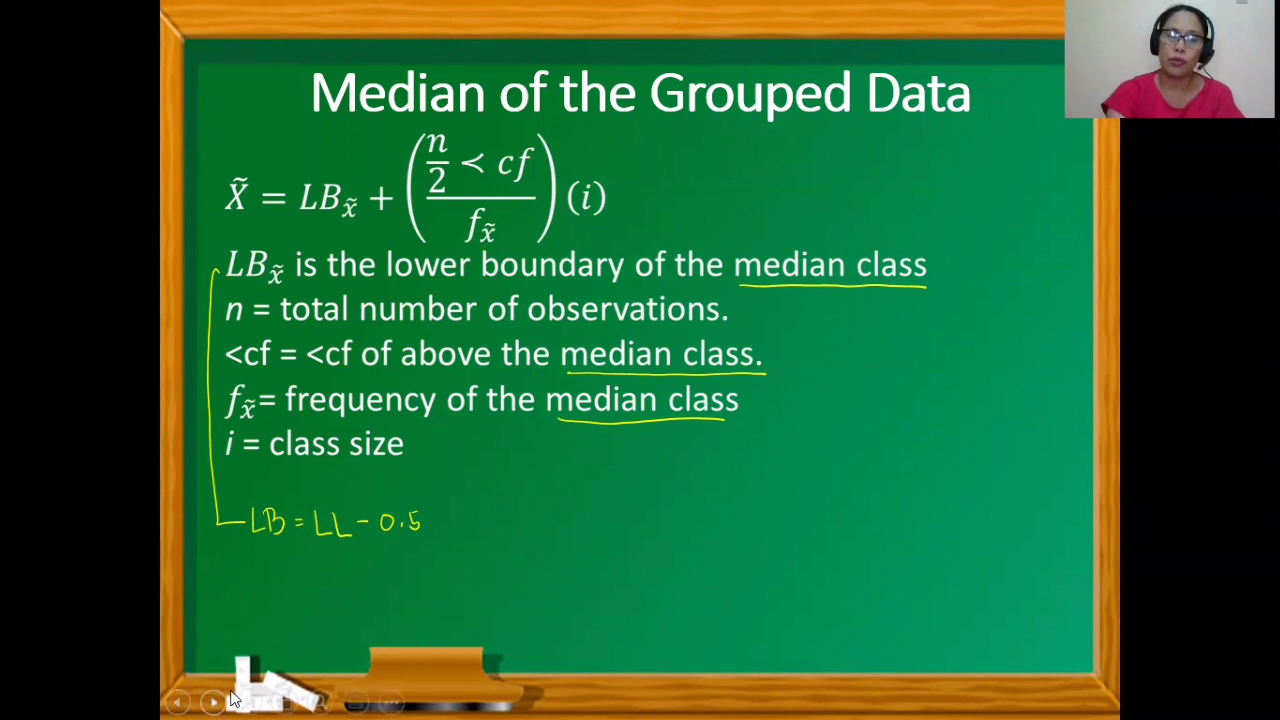 Median of the Grouped Data
X̃ = LB_x̃ + ( (n/2 ≺ cf) / f_x̃ ) (i)
LB_x̃ is the lower boundary of the median class
n = total number of observations.
<cf = <cf of above the median class.
f_x̃= frequency of the median class
i = class size
LB = LL - 0.5